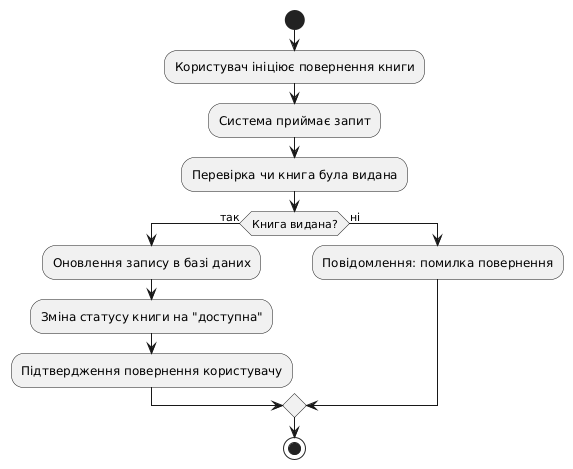 Користувач ініціює повернення книги
Система приймає запит
Перевірка чи книга була видана
так
Книга видана?
ні
Оновлення запису в базі даних
Повідомлення: помилка повернення
Зміна статусу книги на "доступна"
Підтвердження повернення користувачу